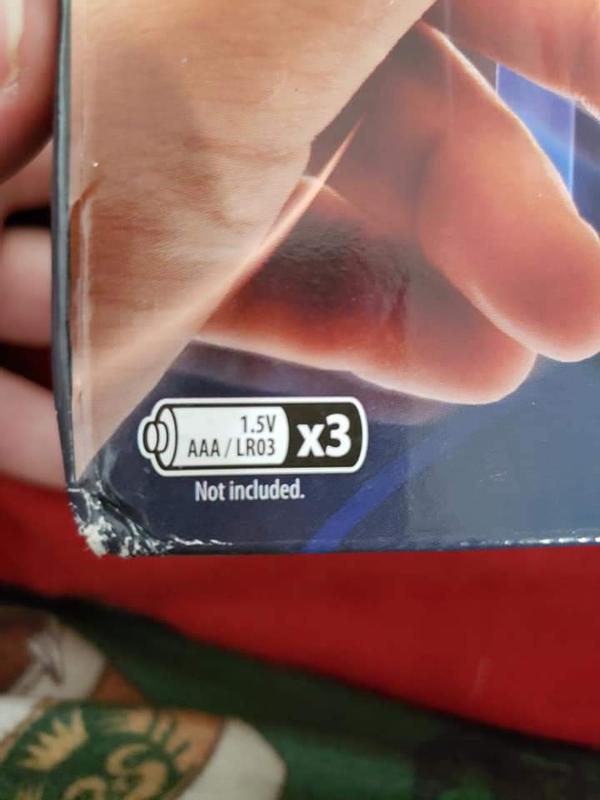 1.5V
AAA / LR03
x3
Not included.